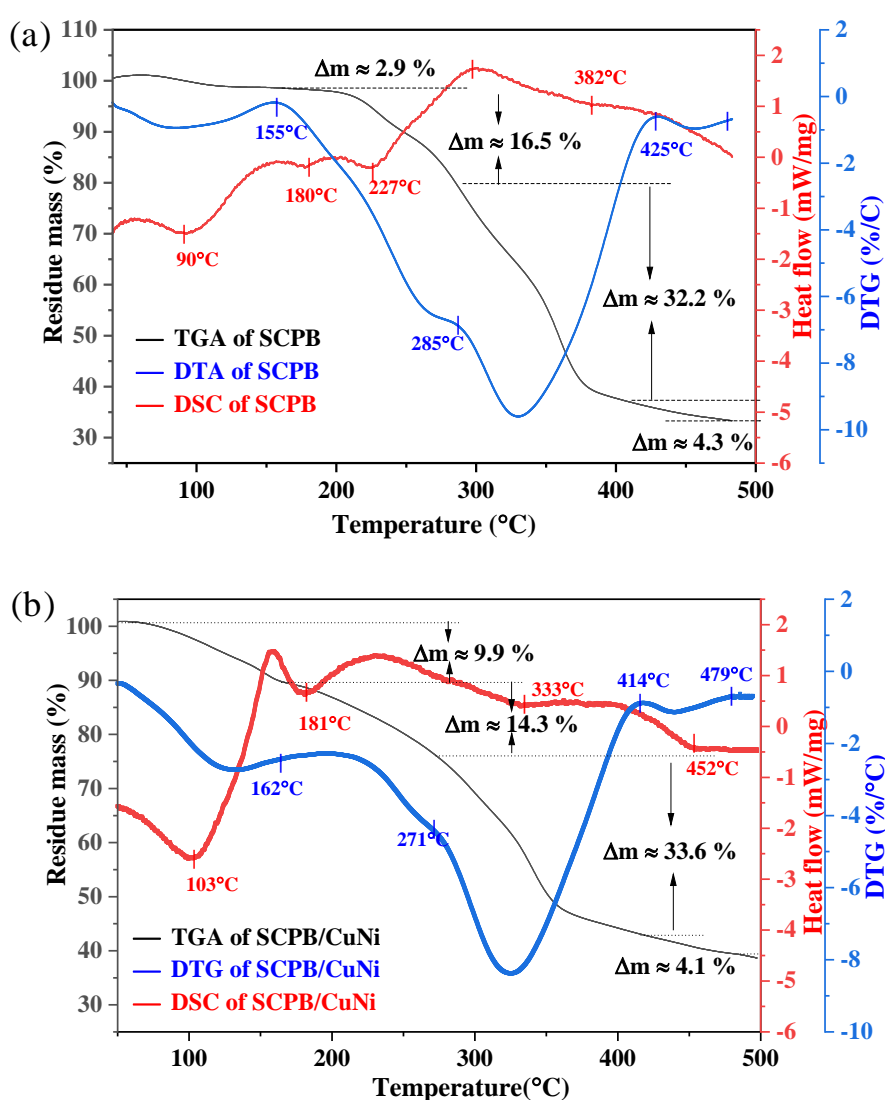 (a)
110
100
90
80
70
60
50
40
30
Residue mass (%)
100
200
300
400
500
Temperature (°C)
2
1
0
-1
-2
-3
-4
-5
-6
Heat flow (mW/mg)
2
0
-2
-4
-6
-8
-10
DTG (%/C)
Δm ≈ 2.9 %
382°C
155°C
Δm ≈ 16.5 %
425°C
180°C
227°C
90°C
Δm ≈ 32.2 %
285°C
TGA of SCPB
DTA of SCPB
DSC of SCPB
Δm ≈ 4.3 %
(b)
100
90
80
70
60
50
40
30
Residue mass (%)
100
200
300
400
500
Temperature(°C)
2
1
0
-1
-2
-3
-4
-5
-6
Heat flow (mW/mg)
2
0
-2
-4
-6
-8
-10
DTG (%/°C)
Δm ≈ 9.9 %
333°C
414°C
479°C
181°C
Δm ≈ 14.3 %
162°C
452°C
271°C
Δm ≈ 33.6 %
103°C
TGA of SCPB/CuNi
DTG of SCPB/CuNi
DSC of SCPB/CuNi
Δm ≈ 4.1 %